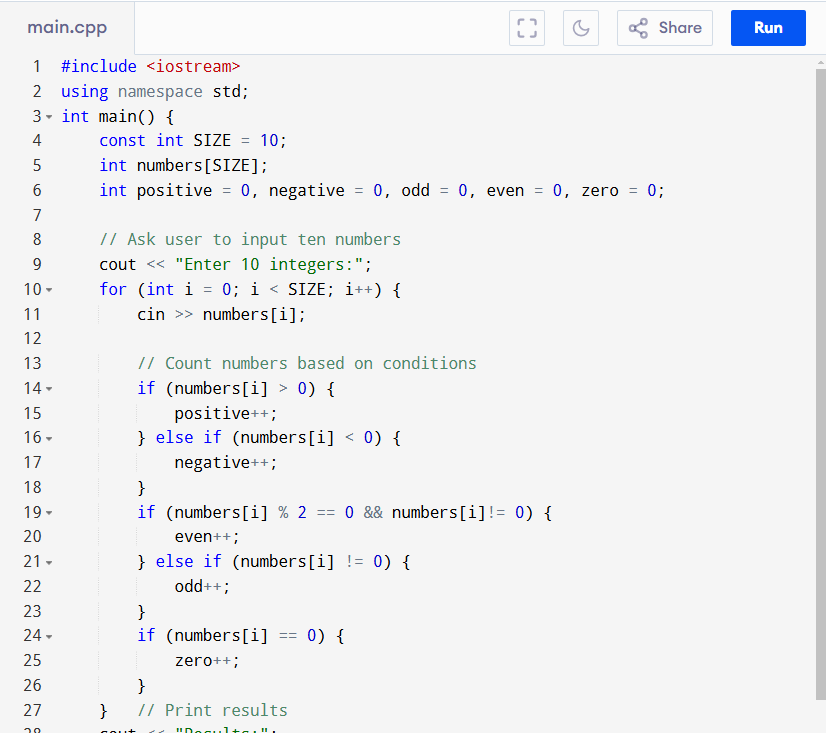 main.cpp
Share
Run
1 #include <iostream>
2 using namespace std;
3 int main() {
4     const int SIZE = 10;
5     int numbers[SIZE];
6     int positive = 0, negative = 0, odd = 0, even = 0, zero = 0;
7
8     // Ask user to input ten numbers
9     cout << "Enter 10 integers:";
10     for (int i = 0; i < SIZE; i++) {
11         cin >> numbers[i];
12
13         // Count numbers based on conditions
14         if (numbers[i] > 0) {
15             positive++;
16         } else if (numbers[i] < 0) {
17             negative++;
18         }
19         if (numbers[i] % 2 == 0 && numbers[i]!= 0) {
20             even++;
21         } else if (numbers[i] != 0) {
22             odd++;
23         }
24         if (numbers[i] == 0) {
25             zero++;
26         }
27     }   // Print results
28     cout << "Results:";